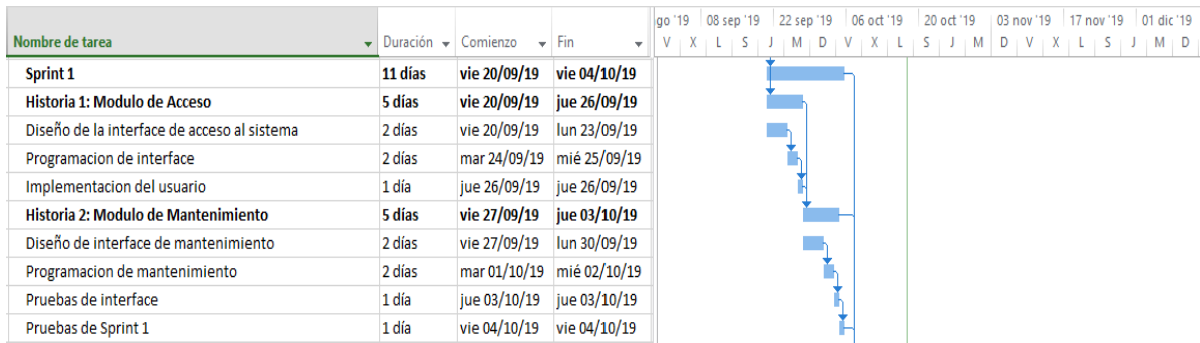 go '19 08 sep '19 22 sep '19 06 oct '19 20 oct '19 03 nov '19 17 nov '19 01 dic '19
Nombre de tarea Duración Comienzo Fin V X L S J M D V X L S J M D V X L S J M D
Sprint 1 11 días vie 20/09/19 vie 04/10/19
Historia 1: Modulo de Acceso 5 días vie 20/09/19 jue 26/09/19
Diseño de la interface de acceso al sistema 2 días vie 20/09/19 lun 23/09/19
Programacion de interface 2 días mar 24/09/19 mié 25/09/19
Implementacion del usuario 1 día jue 26/09/19 jue 26/09/19
Historia 2: Modulo de Mantenimiento 5 días vie 27/09/19 jue 03/10/19
Diseño de interface de mantenimiento 2 días vie 27/09/19 lun 30/09/19
Programacion de mantenimiento 2 días mar 01/10/19 mié 02/10/19
Pruebas de interface 1 día jue 03/10/19 jue 03/10/19
Pruebas de Sprint 1 1 día vie 04/10/19 vie 04/10/19